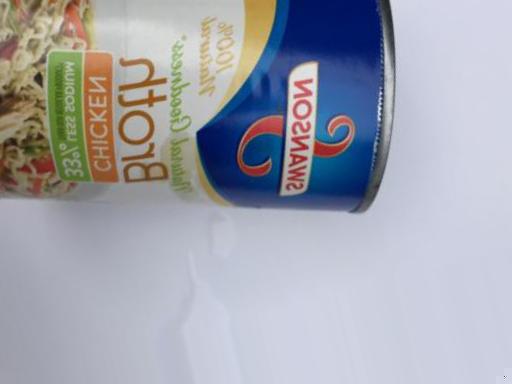 SWANSON
100%
Natural
Natural Goodness
Broth
CHICKEN
33% LESS SODIUM